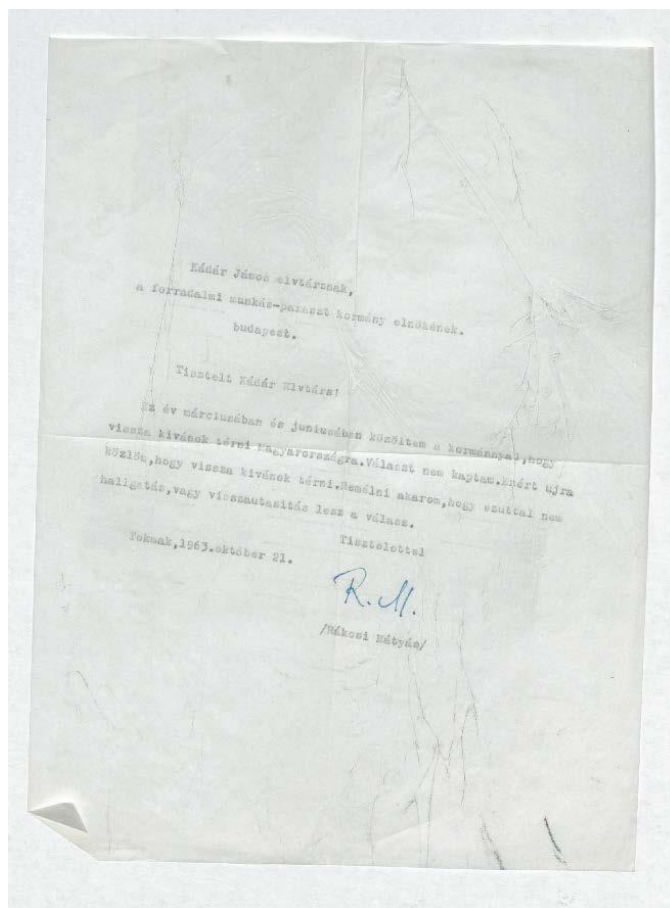 Kádár János elvtársnak,
a forradalmi munkás-paraszt kormány elnökének.
budapest.
Tisztelt Kádár Elvtárs!
Ez év márciusában és juniusában közöltem a kormánnyal,hogy
vissza kivánok térni Magyarországra.Választ nem kaptam.Ezért ujra
közlöm,hogy vissza kivánok térni.Remélni akarom,hogy ezuttal nem
hallgatás,vagy visszautasitás lesz a válasz.
Tokmak,1963.október 21.
Tisztelettel
R. M.
/Rákosi Mátyás/